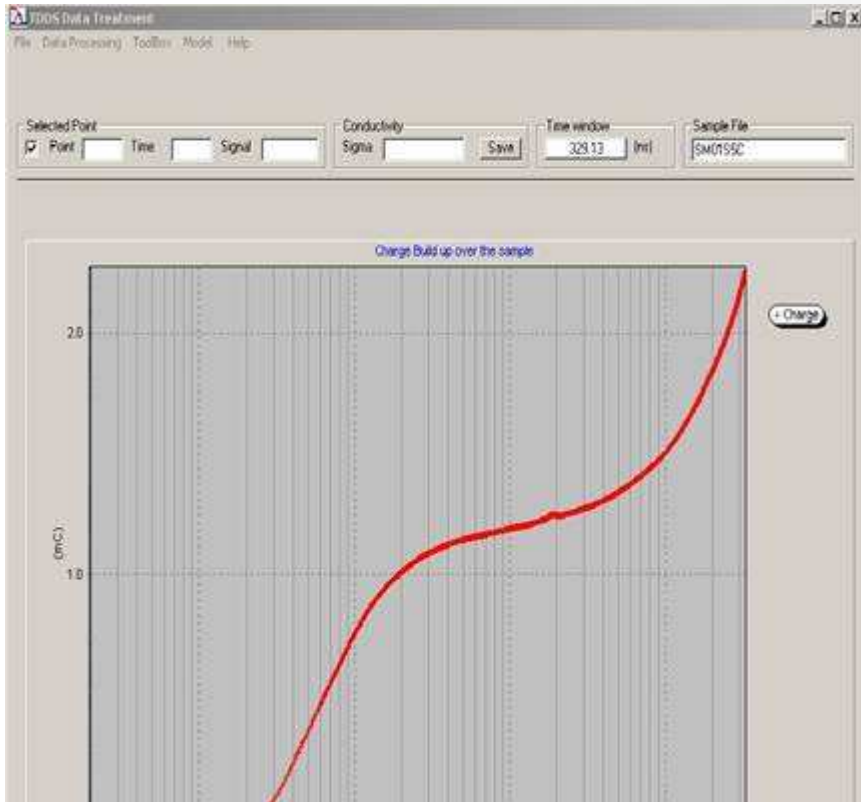 TDDS Data Treatment
File Data Processing ToolBox Model Help
Selected Point Conductivity Time window Sample File
Point Time Signal Sigma Save 329.13 (ns) SM01S5C
Charge Build up over the sample
+ Charge
2.0
(mC)
1.0